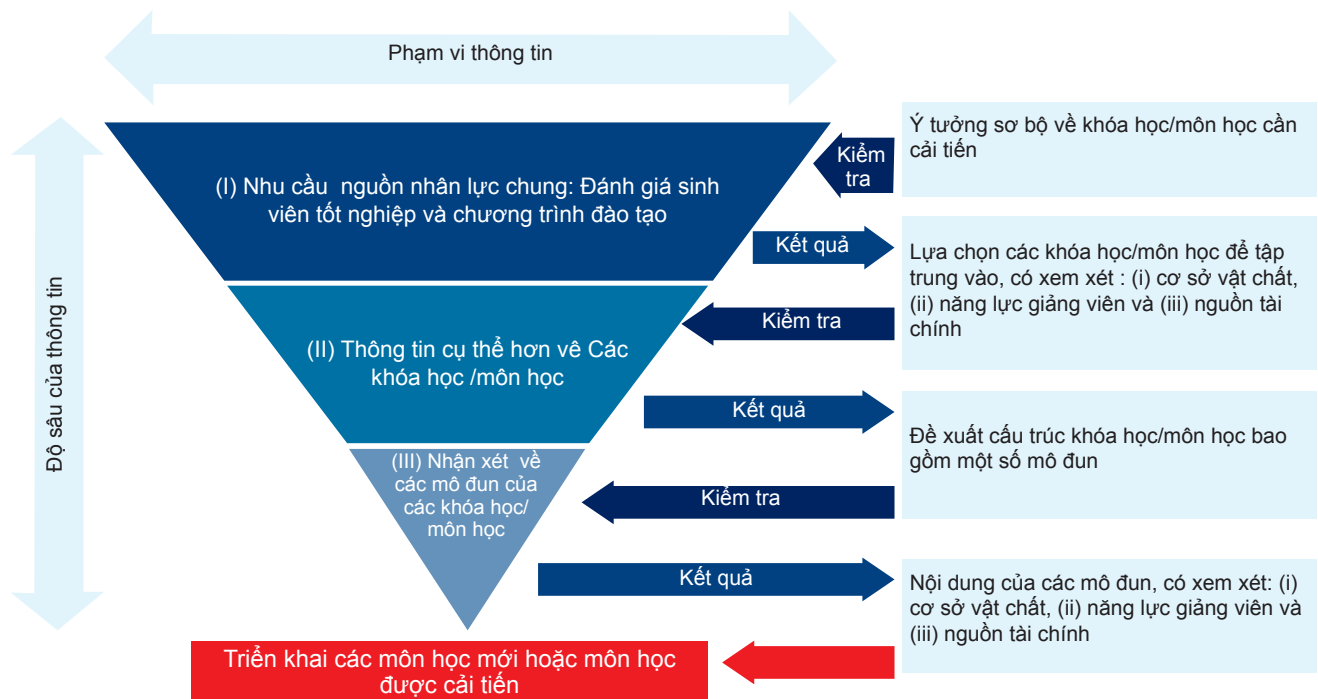 Phạm vi thông tin
Độ sâu của thông tin
(I) Nhu cầu nguồn nhân lực chung: Đánh giá sinh
viên tốt nghiệp và chương trình đào tạo
Kiểm
tra
Ý tưởng sơ bộ về khóa học/môn học cần
cải tiến
Kết quả
Lựa chọn các khóa học/môn học để tập
trung vào, có xem xét : (i) cơ sở vật chất,
(ii) năng lực giảng viên và (iii) nguồn tài
chính
Kiểm tra
(II) Thông tin cụ thể hơn vê Các
khóa học /môn học
Kết quả
Đề xuất cấu trúc khóa học/môn học bao
gồm một số mô đun
(III) Nhận xét về
các mô đun của
các khóa học/
môn học
Kiểm tra
Kết quả
Nội dung của các mô đun, có xem xét: (i)
cơ sở vật chất, (ii) năng lực giảng viên và
(iii) nguồn tài chính
Triển khai các môn học mới hoặc môn học
được cải tiến